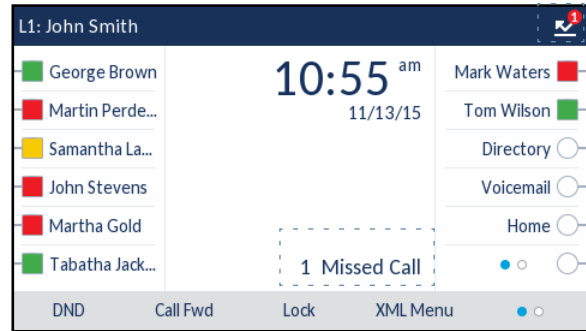 L1: John Smith
1
George Brown
Martin Perde...
Samantha La...
John Stevens
Martha Gold
Tabatha Jack...
10:55 am
11/13/15
1 Missed Call
Mark Waters
Tom Wilson
Directory
Voicemail
Home
DND
Call Fwd
Lock
XML Menu